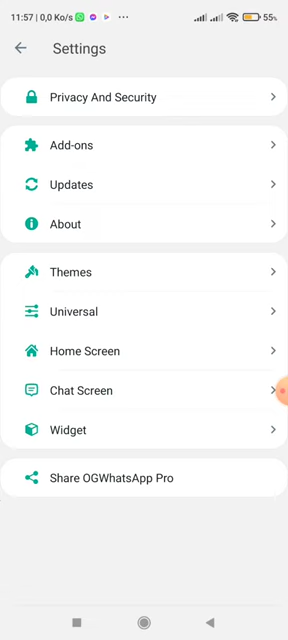 11:57 | 0,0 Ko/s ... 55%
Settings
Privacy And Security
Add-ons
Updates
About
Themes
Universal
Home Screen
Chat Screen
Widget
Share OGWhatsApp Pro